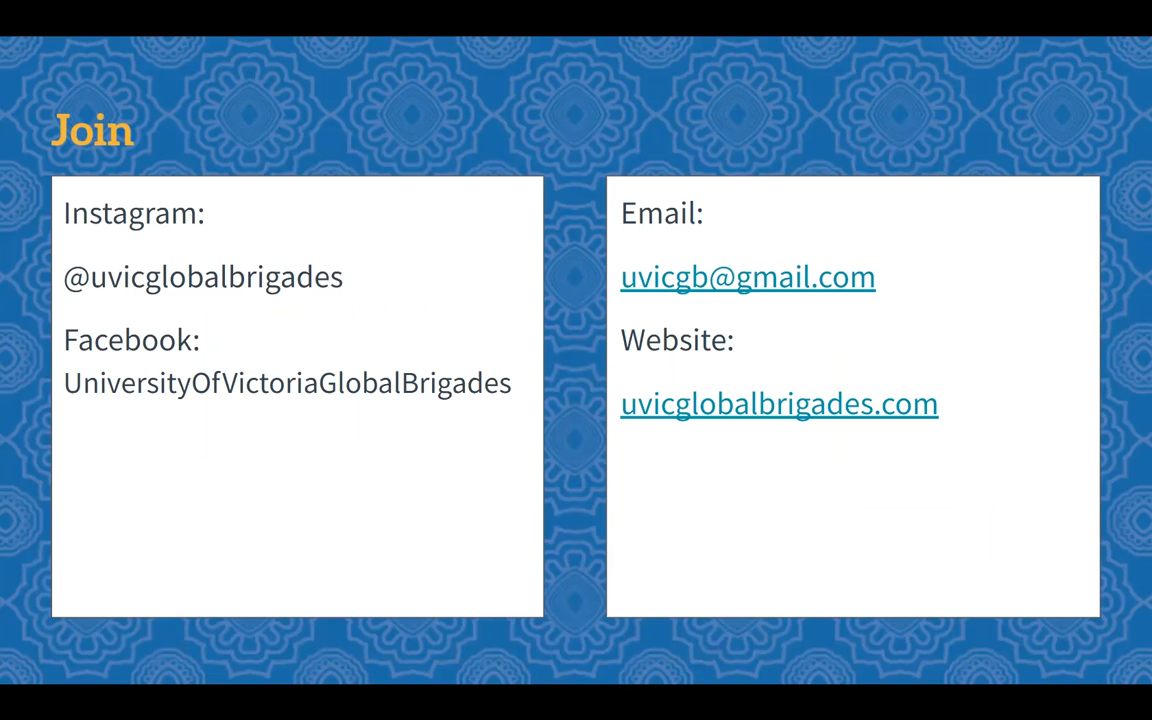 Join
Instagram:
@uvicglobalbrigades
Facebook:
UniversityOfVictoriaGlobalBrigades
Email:
uvicgb@gmail.com
Website:
uvicglobalbrigades.com